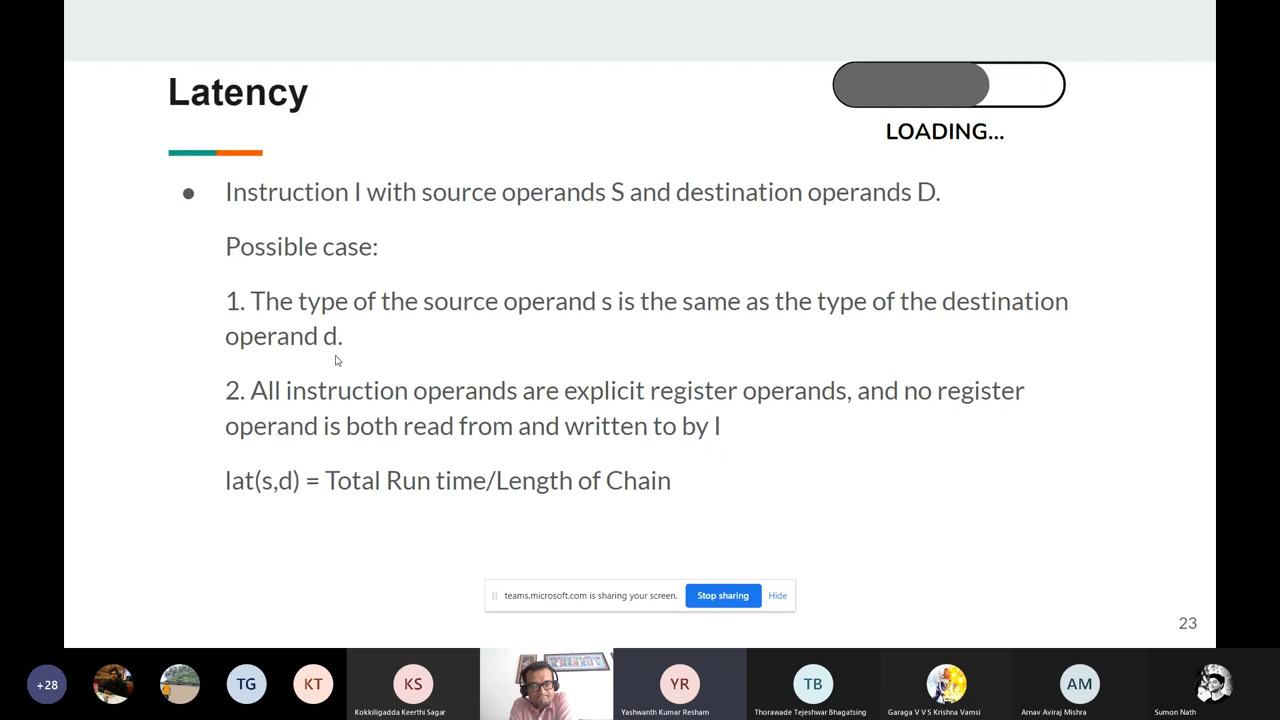 Latency
LOADING...
● Instruction I with source operands S and destination operands D.
Possible case:
1. The type of the source operand s is the same as the type of the destination
operand d.
2. All instruction operands are explicit register operands, and no register
operand is both read from and written to by I
lat(s,d) = Total Run time/Length of Chain
teams.microsoft.com is sharing your screen. Stop sharing Hide
23
+28 TG KT KS YR TB AM
Kokkiligadda Keerthi Sagar Yashwanth Kumar Resham Thorawade Tejeshwar Bhagatsing Garaga V V S Krishna Vamsi Arnav Aviraj Mishra Sumon Nath